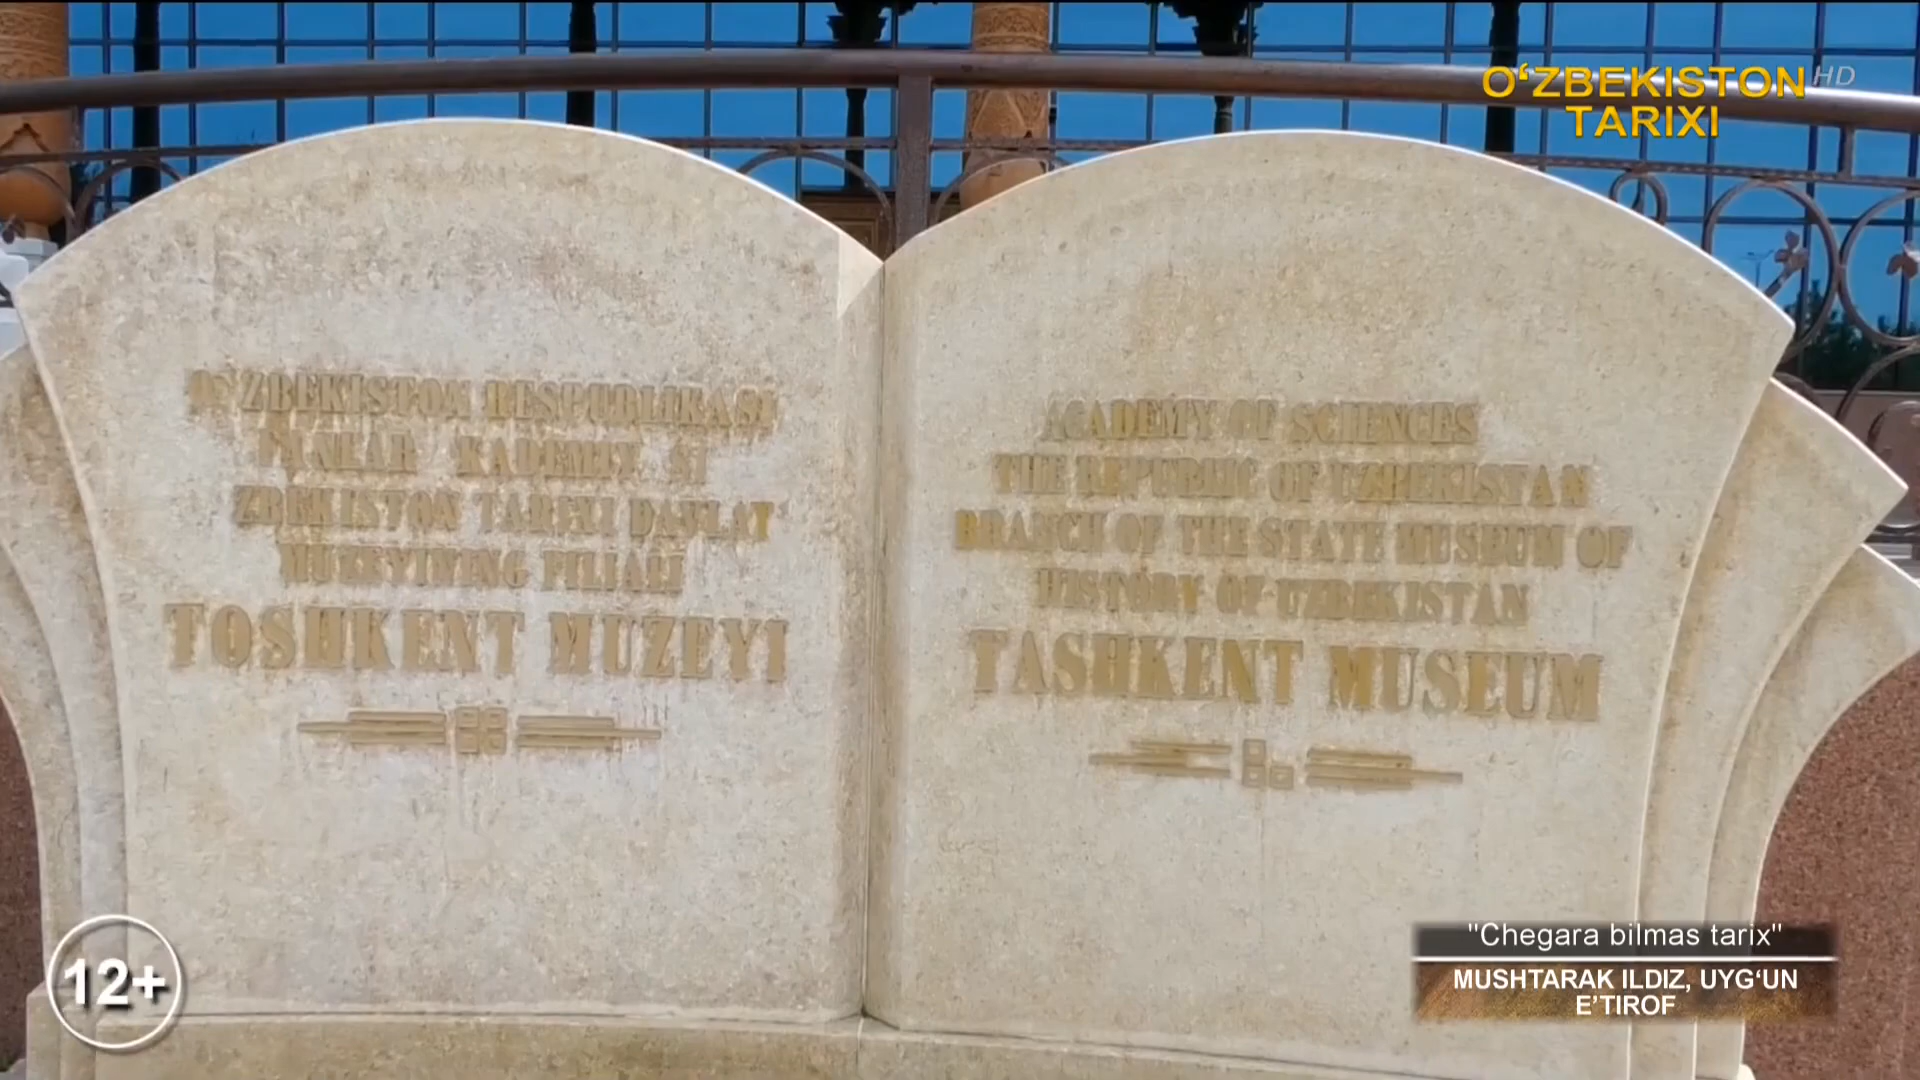 O‘ZBEKISTON HD
TARIXI
O'ZBEKISTON RESPUBLIKASI
FANLAR KADEMIY SI
ZBEKISTON TARIXI DAVLAT
MUZEYINING FILIALI
TOSHKENT MUZEYI
ACADEMY OF SCIENCES
THE REPUBLIC OF UZBEKISTAN
BRANCH OF THE STATE MUSEUM OF
HISTORY OF UZBEKISTAN
TASHKENT MUSEUM
12+
"Chegara bilmas tarix"
MUSHTARAK ILDIZ, UYG‘UN
E’TIROF